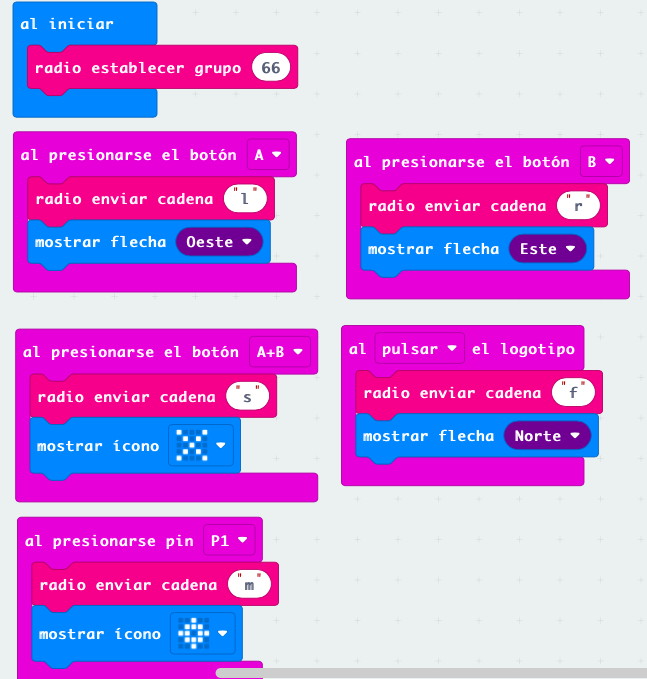 al iniciar
radio establecer grupo 66
al presionarse el botón A
radio enviar cadena "l"
mostrar flecha Oeste
al presionarse el botón B
radio enviar cadena "r"
mostrar flecha Este
al presionarse el botón A+B
radio enviar cadena "s"
mostrar ícono
al pulsar el logotipo
radio enviar cadena "f"
mostrar flecha Norte
al presionarse pin P1
radio enviar cadena "m"
mostrar ícono